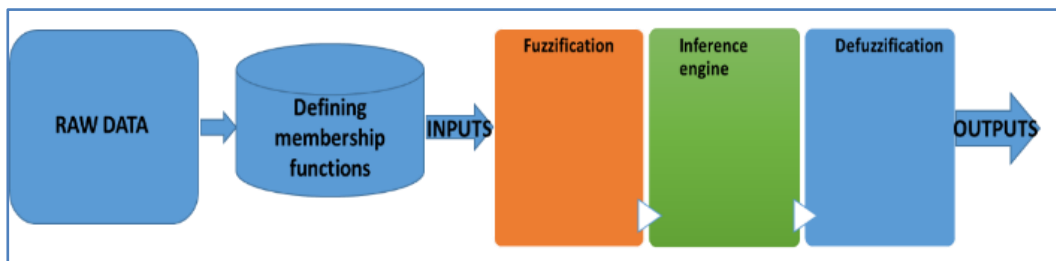 RAW DATA
Defining
membership
functions
INPUTS
Fuzzification
Inference
engine
Defuzzification
OUTPUTS